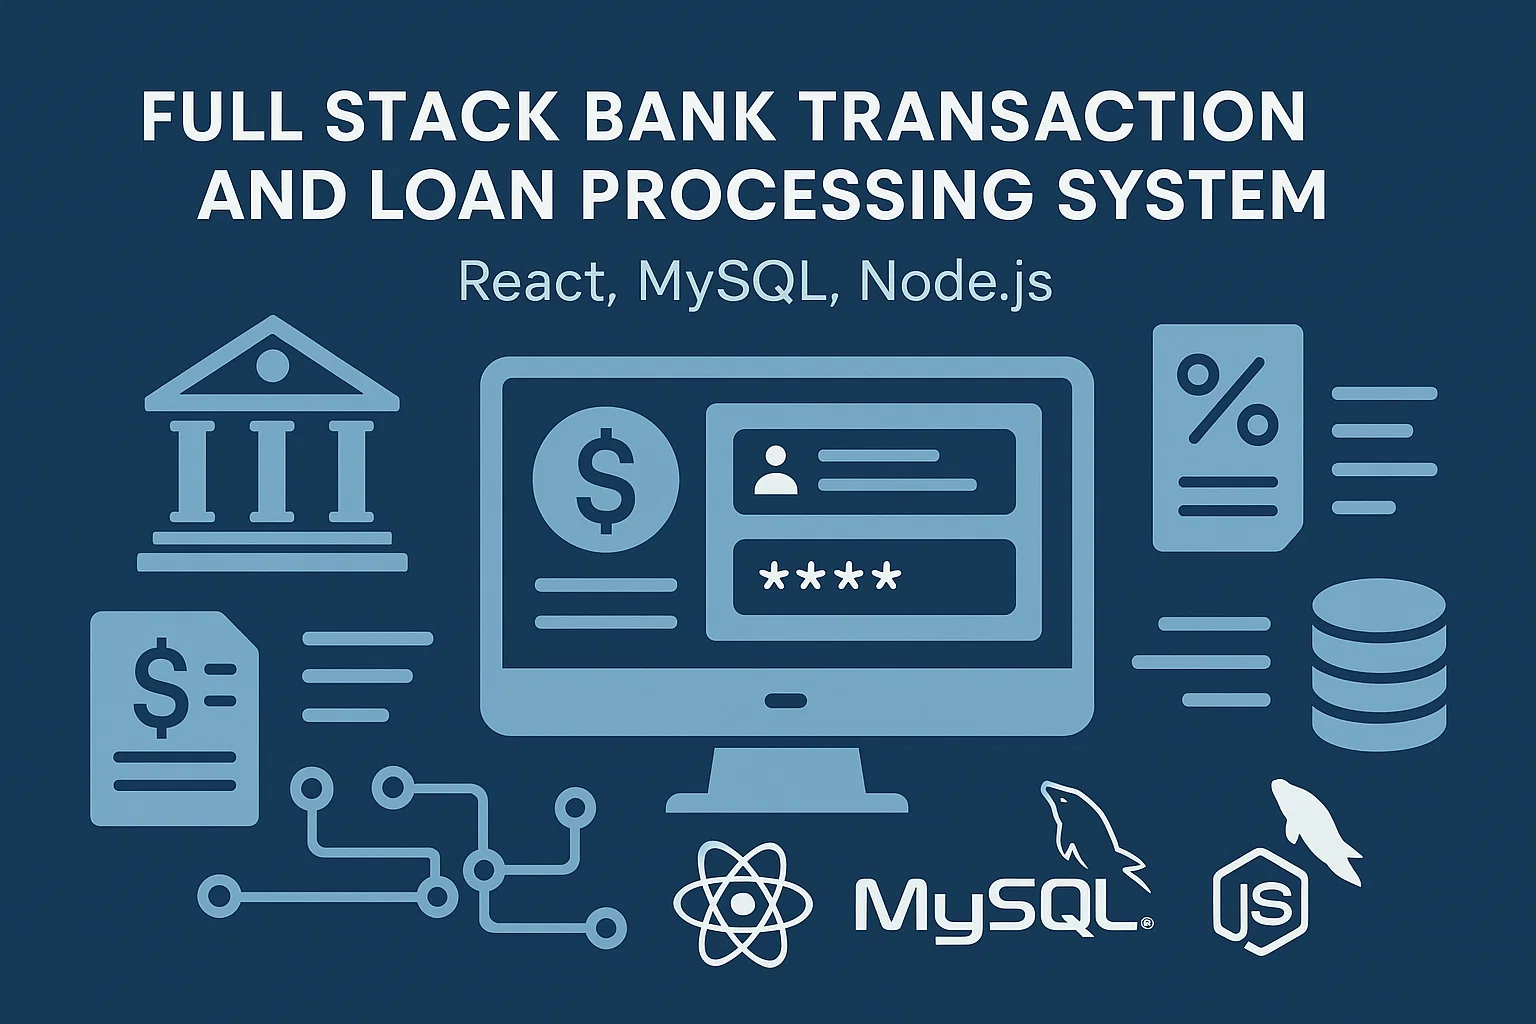 FULL STACK BANK TRANSACTION
AND LOAN PROCESSING SYSTEM
React, MySQL, Node.js
$
%
****
$
MySQL®
JS